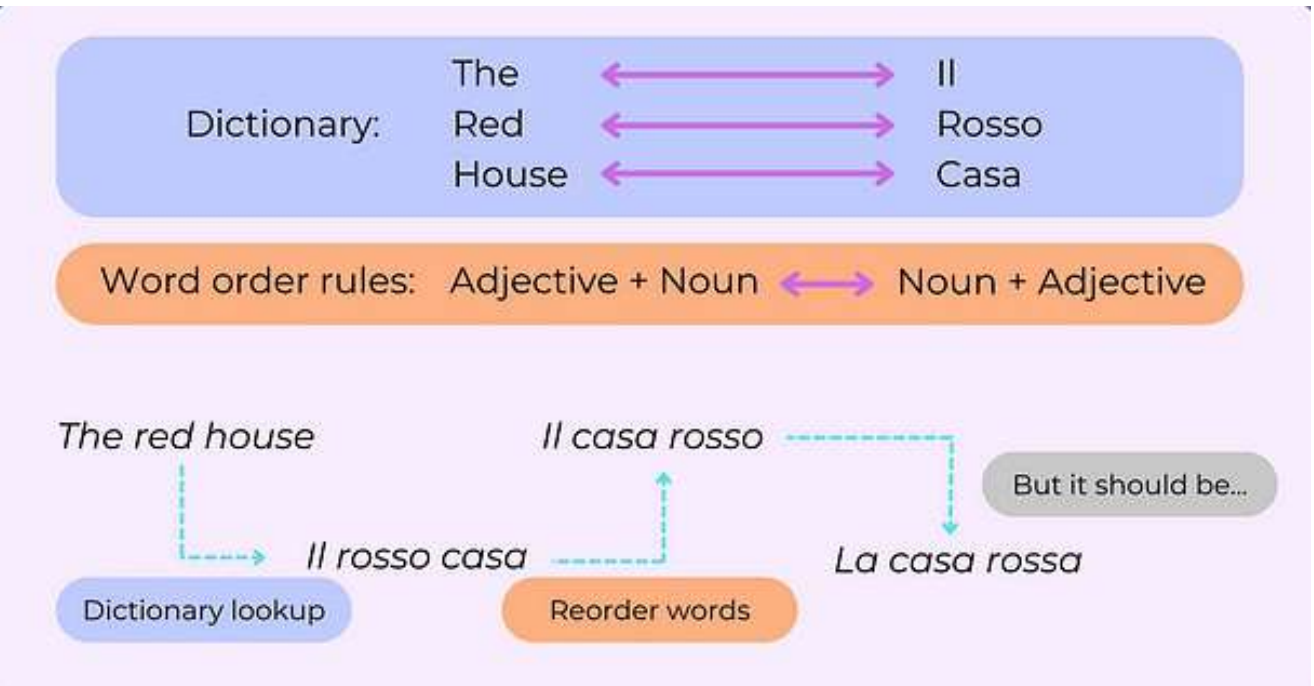 The Il
Dictionary: Red Rosso
House Casa
Word order rules: Adjective + Noun Noun + Adjective
The red house Il casa rosso
But it should be...
Il rosso casa La casa rossa
Dictionary lookup Reorder words